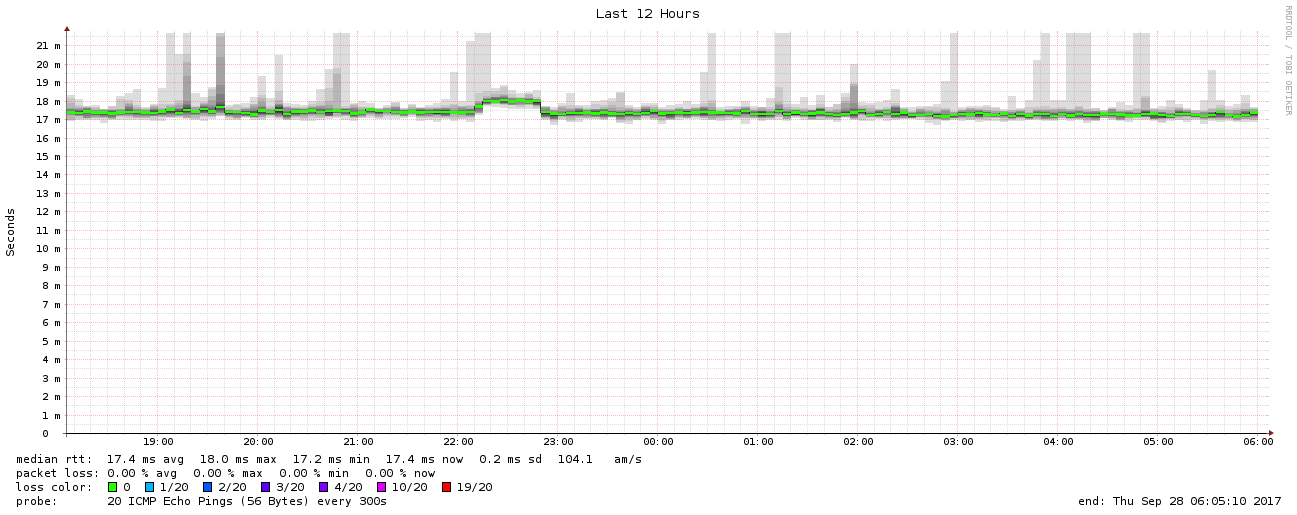 Last 12 Hours
RRDTOOL / TOBI OETIKER
Seconds
21 m
20 m
19 m
18 m
17 m
16 m
15 m
14 m
13 m
12 m
11 m
10 m
9 m
8 m
7 m
6 m
5 m
4 m
3 m
2 m
1 m
0
19:00 20:00 21:00 22:00 23:00 00:00 01:00 02:00 03:00 04:00 05:00 06:00
median rtt: 17.4 ms avg 18.0 ms max 17.2 ms min 17.4 ms now 0.2 ms sd 104.1 am/s
packet loss: 0.00 % avg 0.00 % max 0.00 % min 0.00 % now
loss color: 0 1/20 2/20 3/20 4/20 10/20 19/20
probe: 20 ICMP Echo Pings (56 Bytes) every 300s end: Thu Sep 28 06:05:10 2017